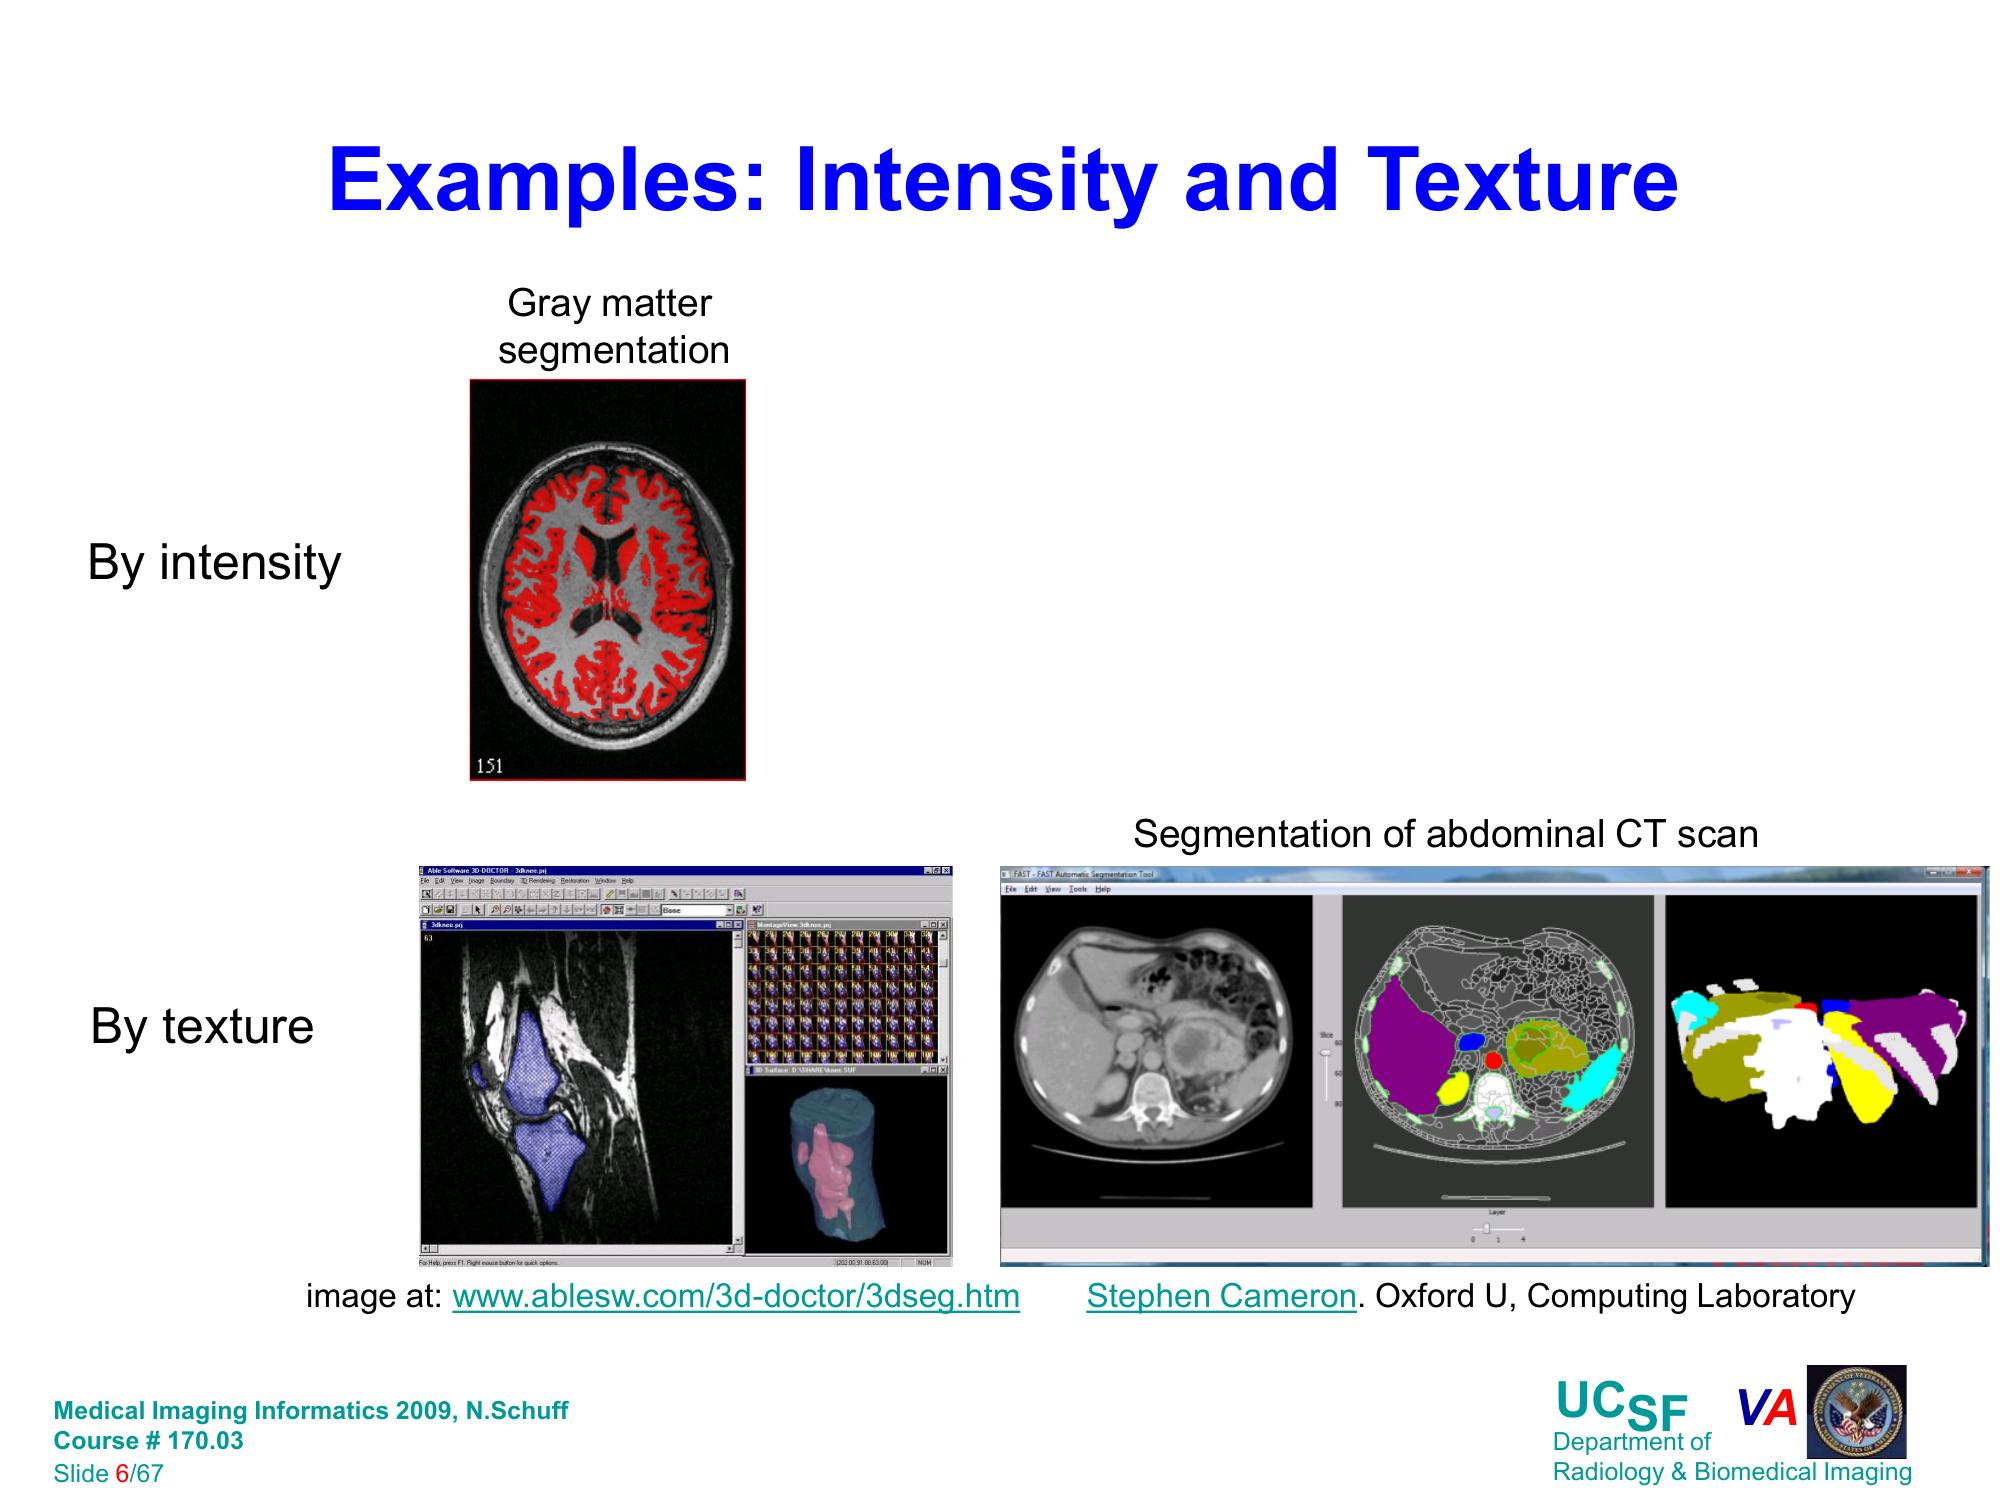 Examples: Intensity and Texture
Gray matter
segmentation
By intensity
151
Segmentation of abdominal CT scan
By texture
Able Software 3D-DOCTOR - 3dknee.prj
File Edit View Image Boundary 3D Rendering Restoration Window Help
Bone
3dknee.prj
63
MontageView:3dknee.prj
3D Surface: D:\SHARE\knee.SUF
For Help, press F1. Right mouse button for quick options.
NUM
FAST - FAST Automatic Segmentation Tool
File Edit View Tools Help
Slice
Layer
0 1 4
image at: www.ablesw.com/3d-doctor/3dseg.htm
Stephen Cameron. Oxford U, Computing Laboratory
Medical Imaging Informatics 2009, N.Schuff
Course # 170.03
Slide 6/67
UCSF
VA
Department of
Radiology & Biomedical Imaging